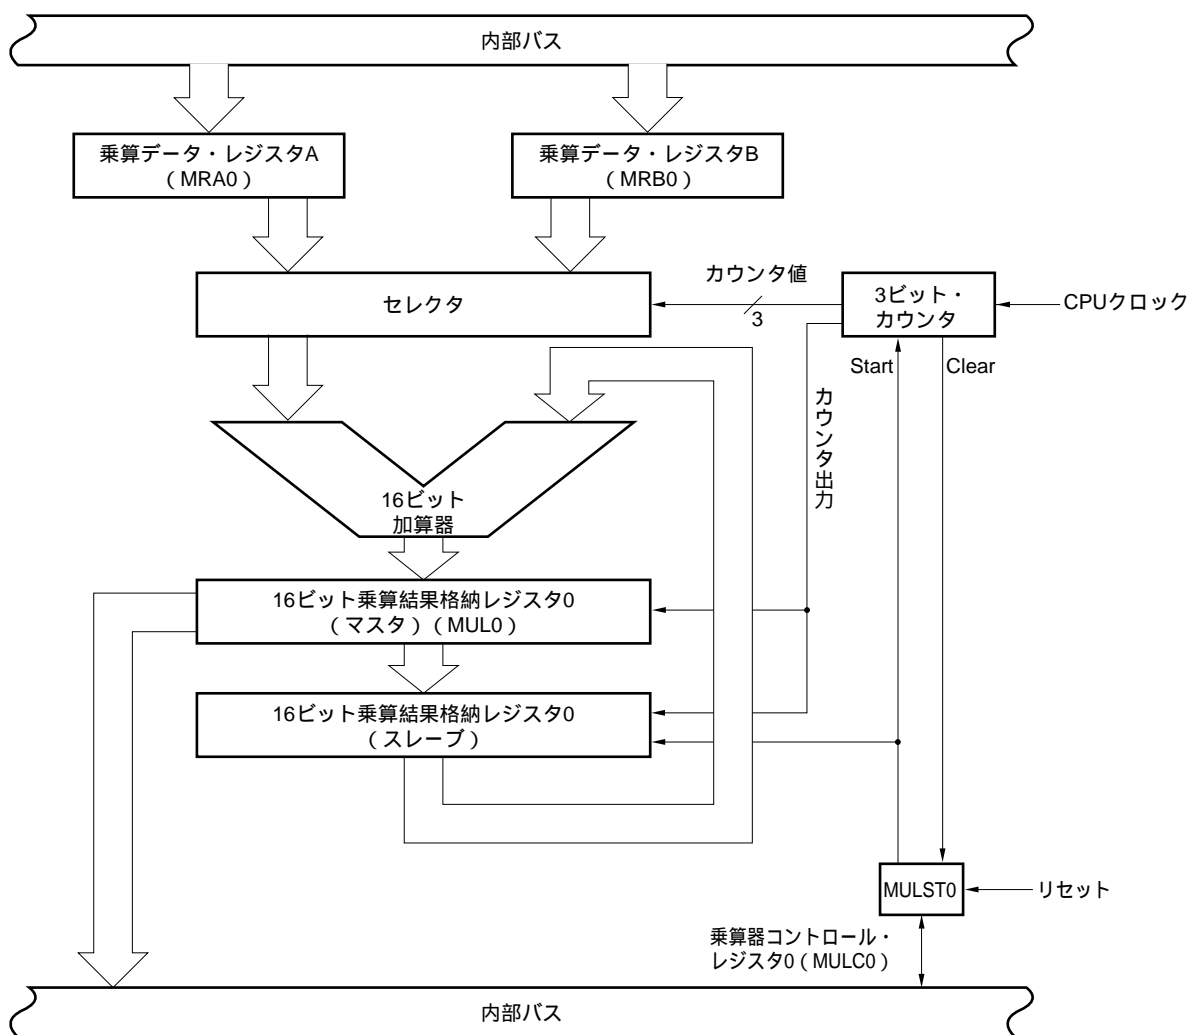 内部バス
乗算データ・レジスタA
(MRA0)
乗算データ・レジスタB
(MRB0)
セレクタ
カウンタ値
3
3ビット・
カウンタ
CPUクロック
Start
Clear
カウンタ出力
16ビット
加算器
16ビット乗算結果格納レジスタ0
(マスタ)(MUL0)
16ビット乗算結果格納レジスタ0
(スレーブ)
MULST0
リセット
乗算器コントロール・
レジスタ0(MULC0)
内部バス